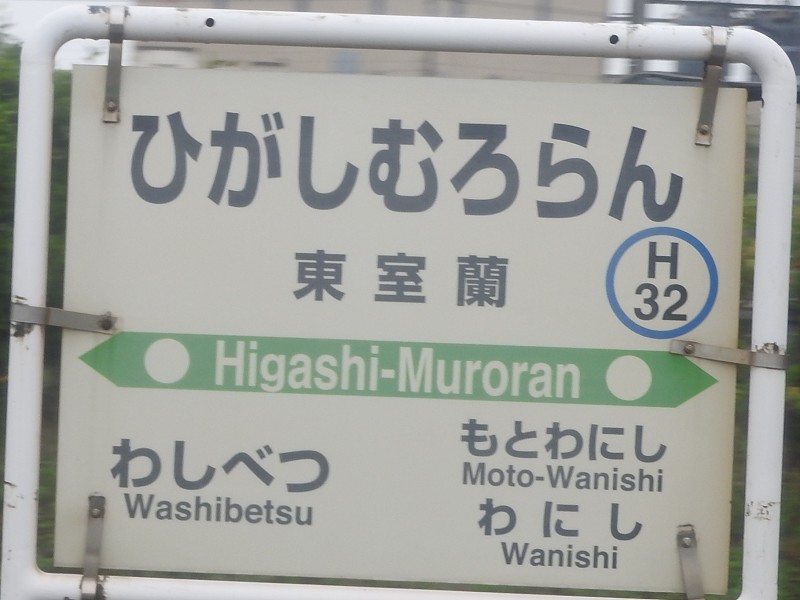 ひがしむろらん
東室蘭
H
32
Higashi-Muroran
わしべつ
Washibetsu
もとわにし
Moto-Wanishi
わにし
Wanishi